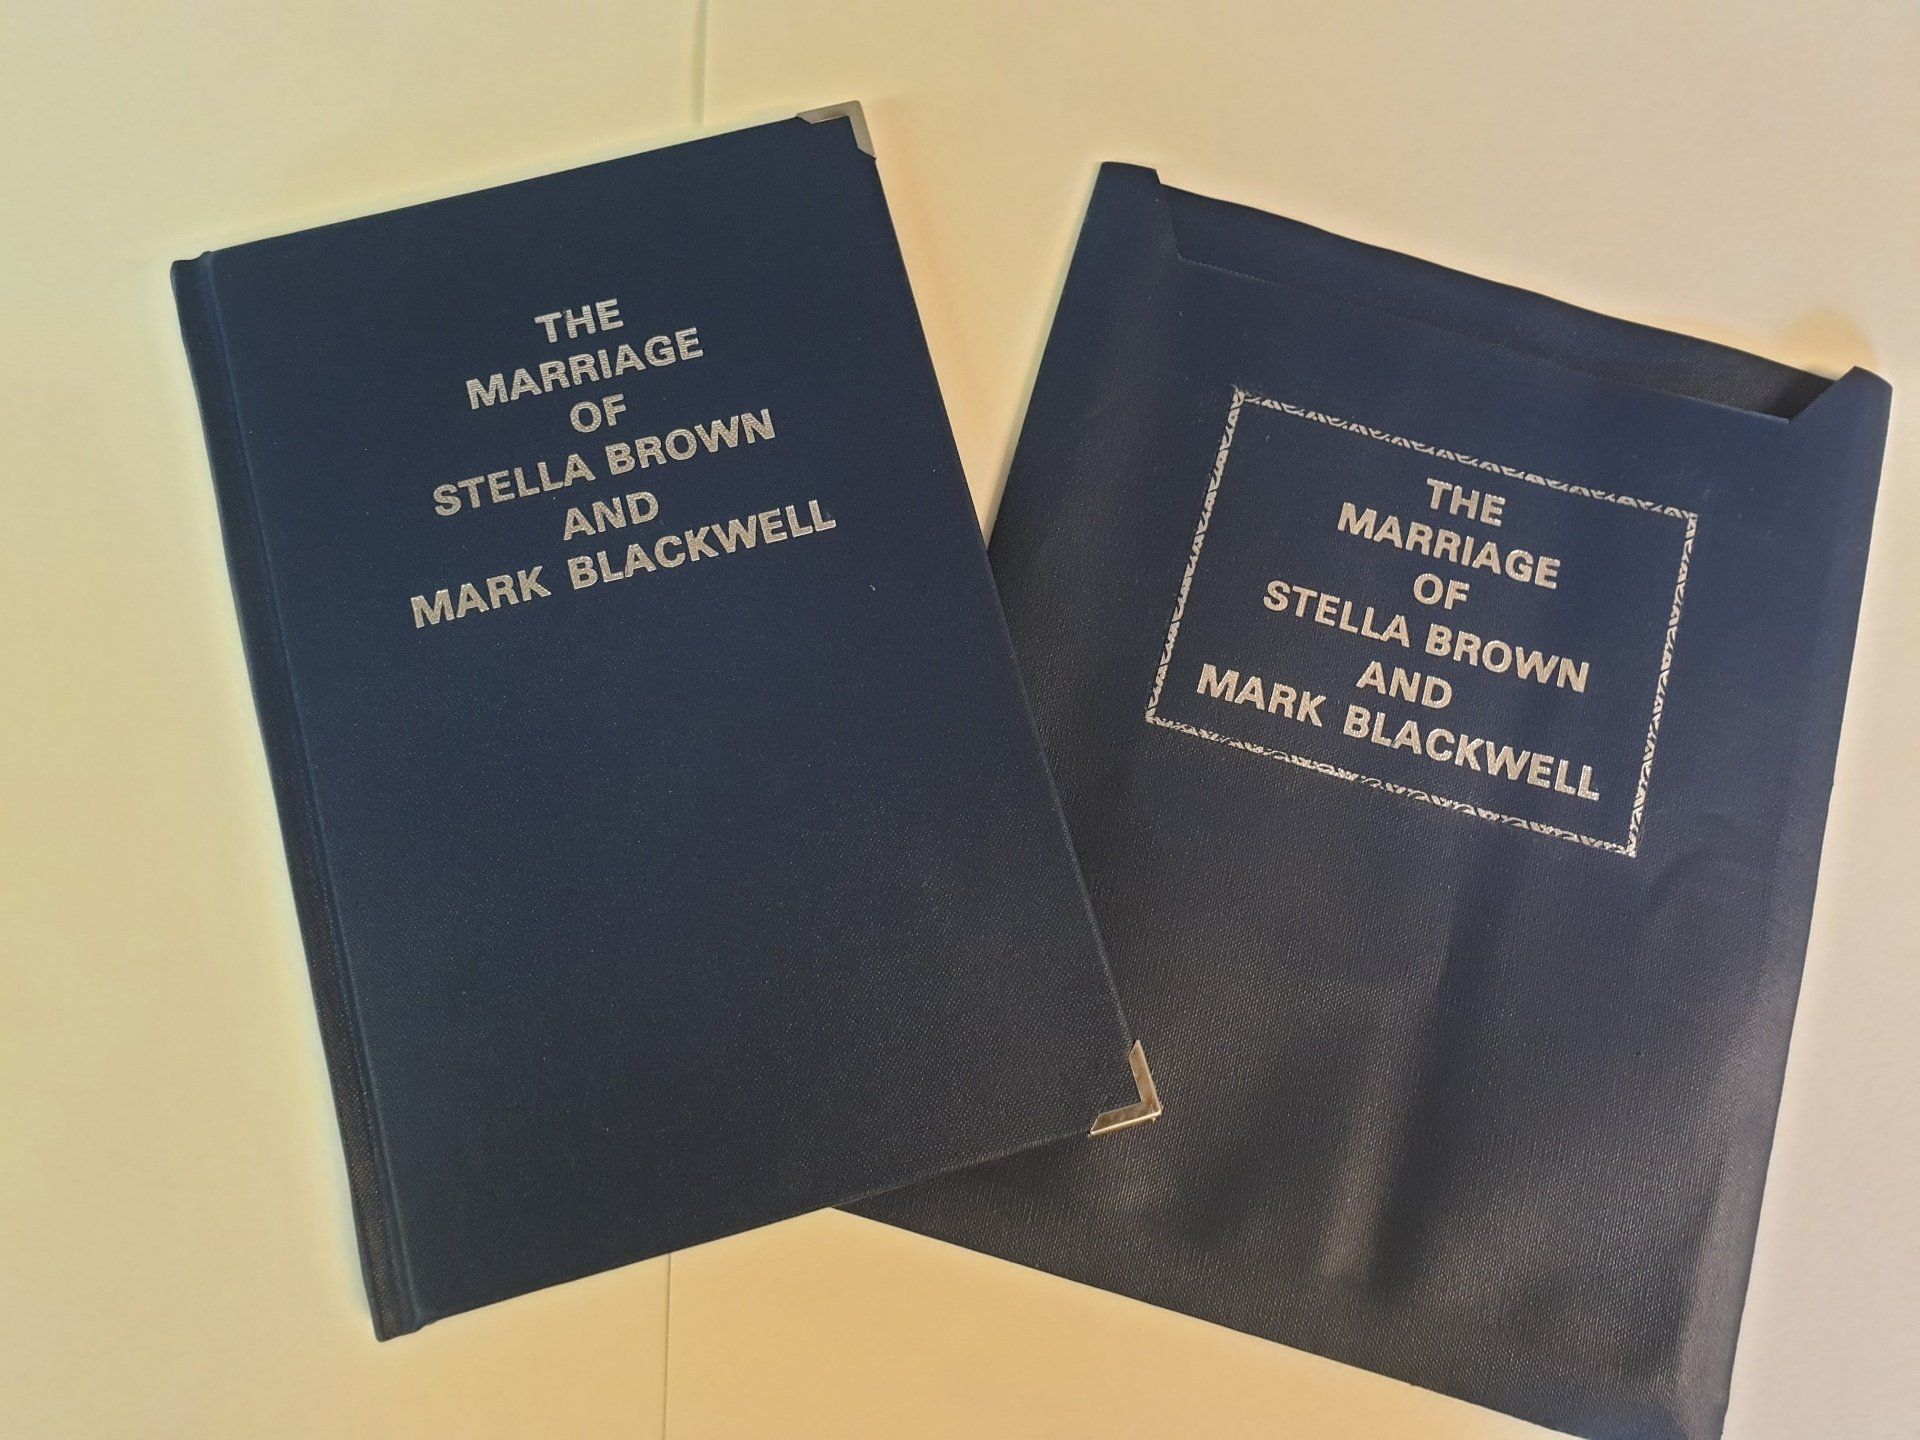 THE
MARRIAGE
OF
STELLA BROWN
AND
MARK BLACKWELL
THE
MARRIAGE
OF
STELLA BROWN
AND
MARK BLACKWELL